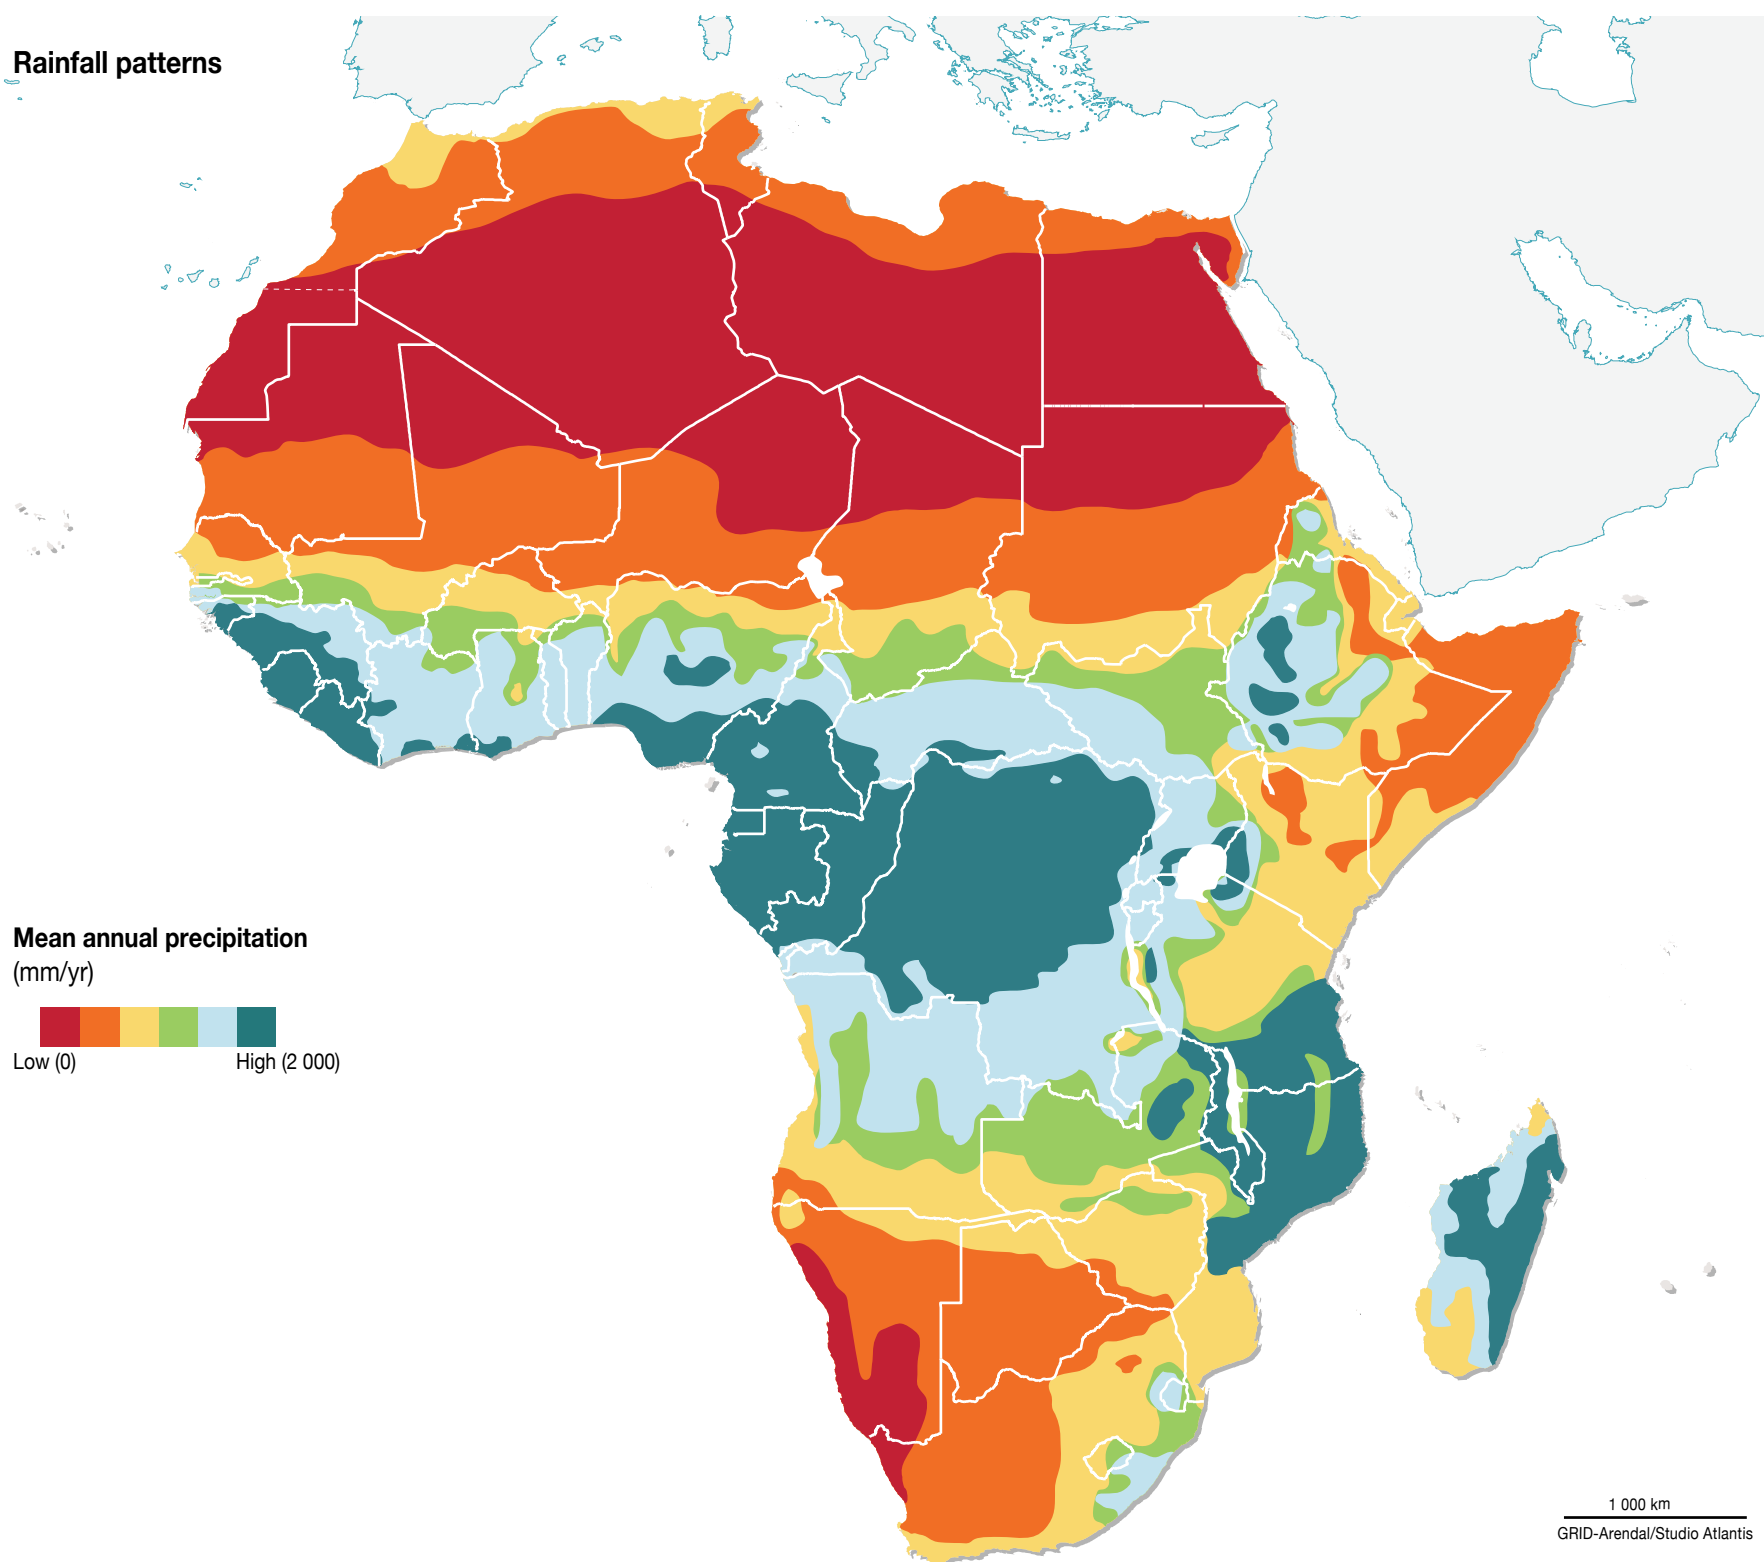 Rainfall patterns
Mean annual precipitation
(mm/yr)
Low (0)
High (2 000)
1 000 km
GRID-Arendal/Studio Atlantis